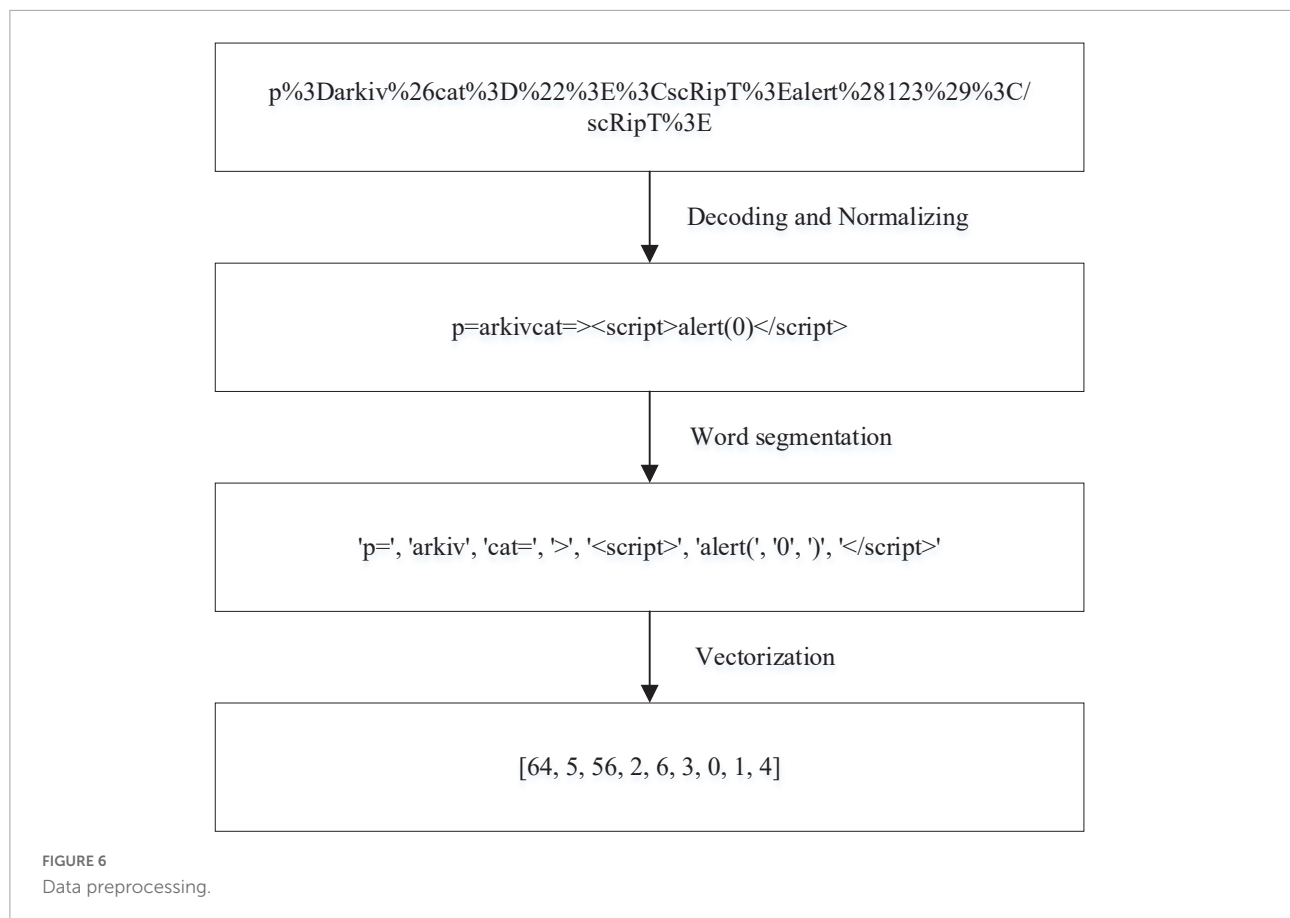 p%3Darkiv%26cat%3D%22%3E%3CscRipT%3Ealert%28123%29%3C/
scRipT%3E
Decoding and Normalizing
p=arkivcat=><script>alert(0)</script>
Word segmentation
'p=', 'arkiv', 'cat=', '>', '<script>', 'alert(', '0', ')', '</script>'
Vectorization
[64, 5, 56, 2, 6, 3, 0, 1, 4]
FIGURE 6
Data preprocessing.